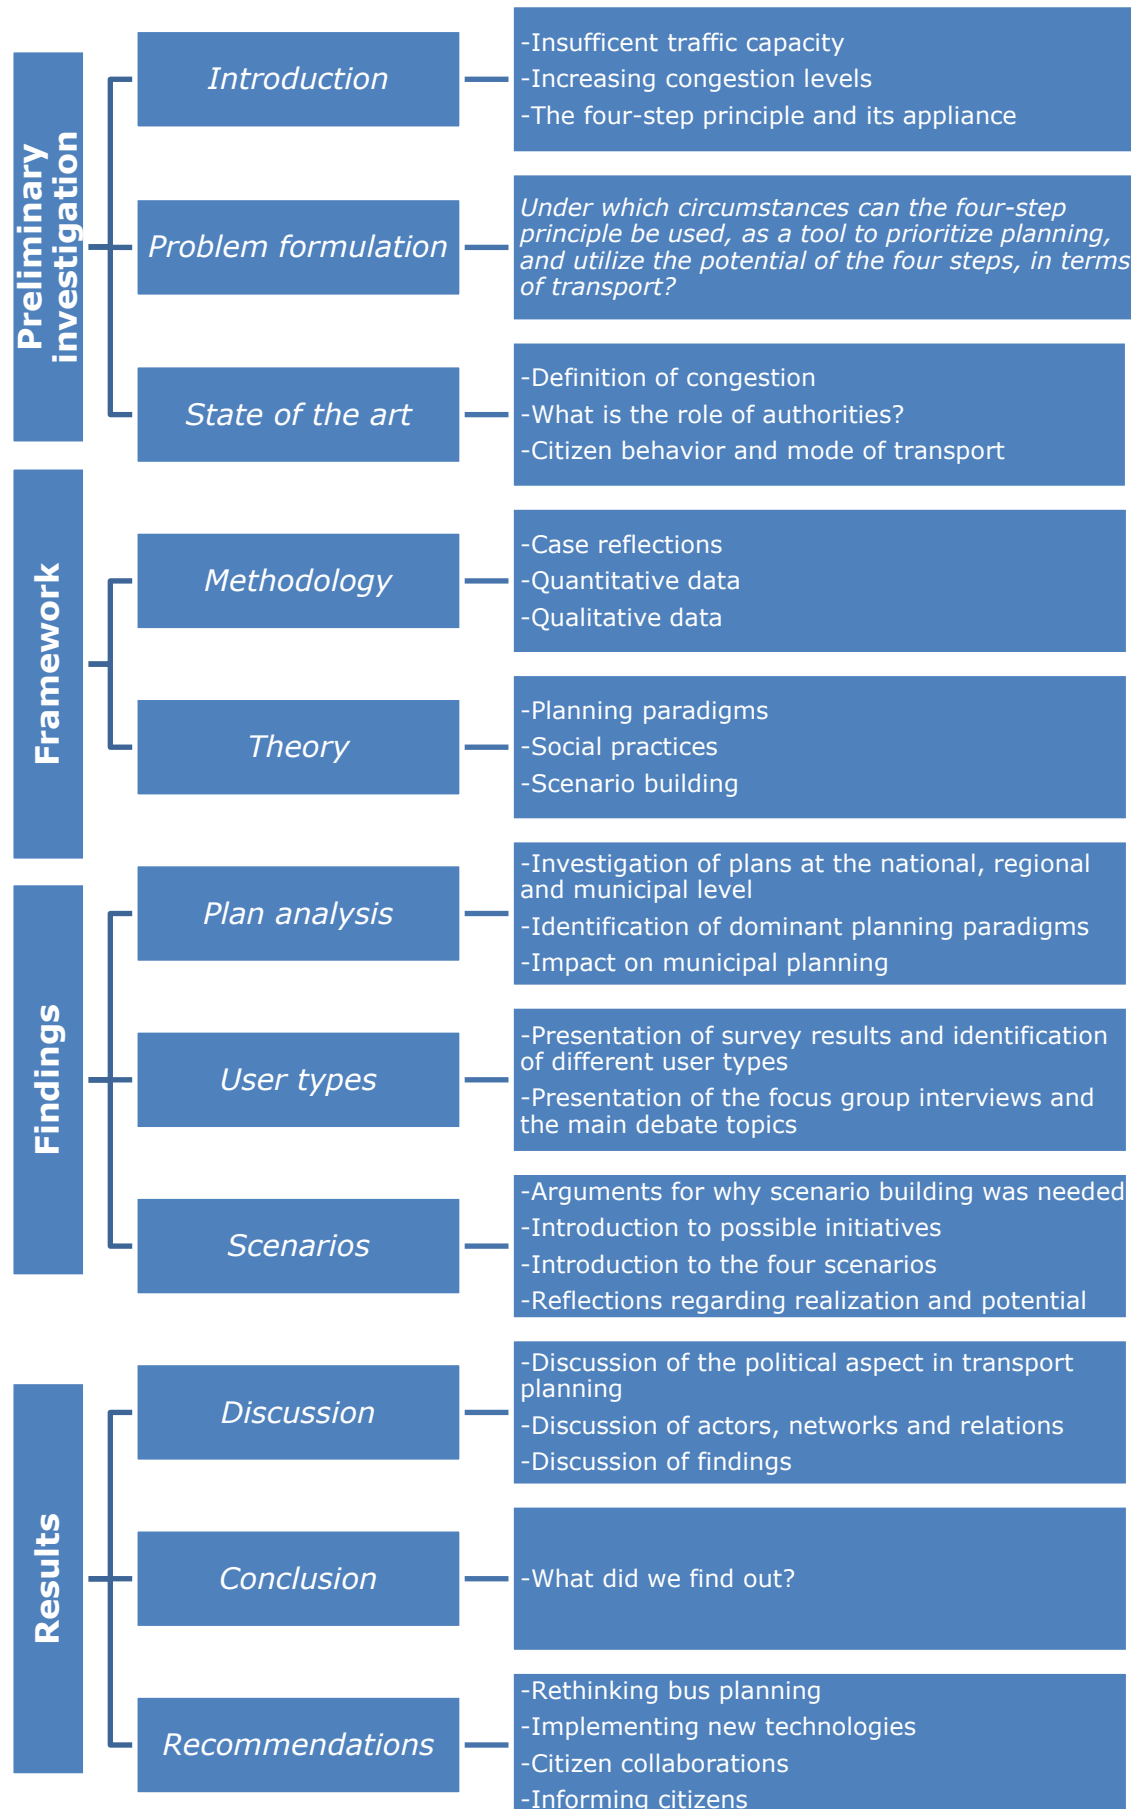 Preliminary
investigation
Introduction
-Insufficent traffic capacity
-Increasing congestion levels
-The four-step principle and its appliance
Problem formulation
Under which circumstances can the four-step
principle be used, as a tool to prioritize planning,
and utilize the potential of the four steps, in terms
of transport?
State of the art
-Definition of congestion
-What is the role of authorities?
-Citizen behavior and mode of transport
Framework
Methodology
-Case reflections
-Quantitative data
-Qualitative data
Theory
-Planning paradigms
-Social practices
-Scenario building
Findings
Plan analysis
-Investigation of plans at the national, regional
and municipal level
-Identification of dominant planning paradigms
-Impact on municipal planning
User types
-Presentation of survey results and identification
of different user types
-Presentation of the focus group interviews and
the main debate topics
Scenarios
-Arguments for why scenario building was needed
-Introduction to possible initiatives
-Introduction to the four scenarios
-Reflections regarding realization and potential
Results
Discussion
-Discussion of the political aspect in transport
planning
-Discussion of actors, networks and relations
-Discussion of findings
Conclusion
-What did we find out?
Recommendations
-Rethinking bus planning
-Implementing new technologies
-Citizen collaborations
-Informing citizens